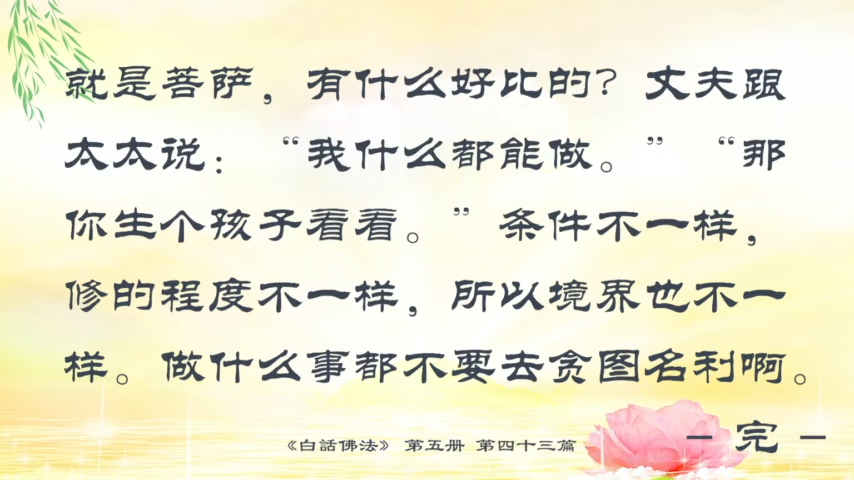 就是菩萨，有什么好比的？丈夫跟
太太说：“我什么都能做。”“那
你生个孩子看看。”条件不一样，
修的程度不一样，所以境界也不一
样。做什么事都不要去贪图名利啊。
《白話佛法》 第五册 第四十三篇
－ 完 －